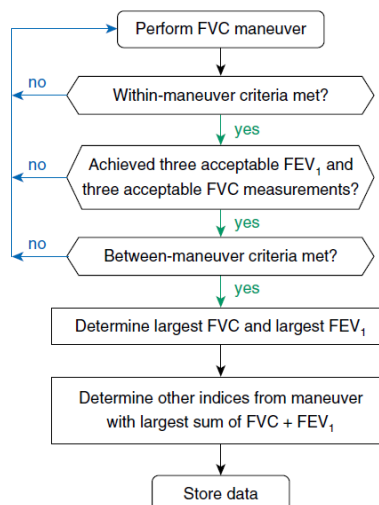 Perform FVC maneuver
no
Within-maneuver criteria met?
yes
no
Achieved three acceptable FEV₁ and
three acceptable FVC measurements?
yes
no
Between-maneuver criteria met?
yes
Determine largest FVC and largest FEV₁
Determine other indices from maneuver
with largest sum of FVC + FEV₁
Store data